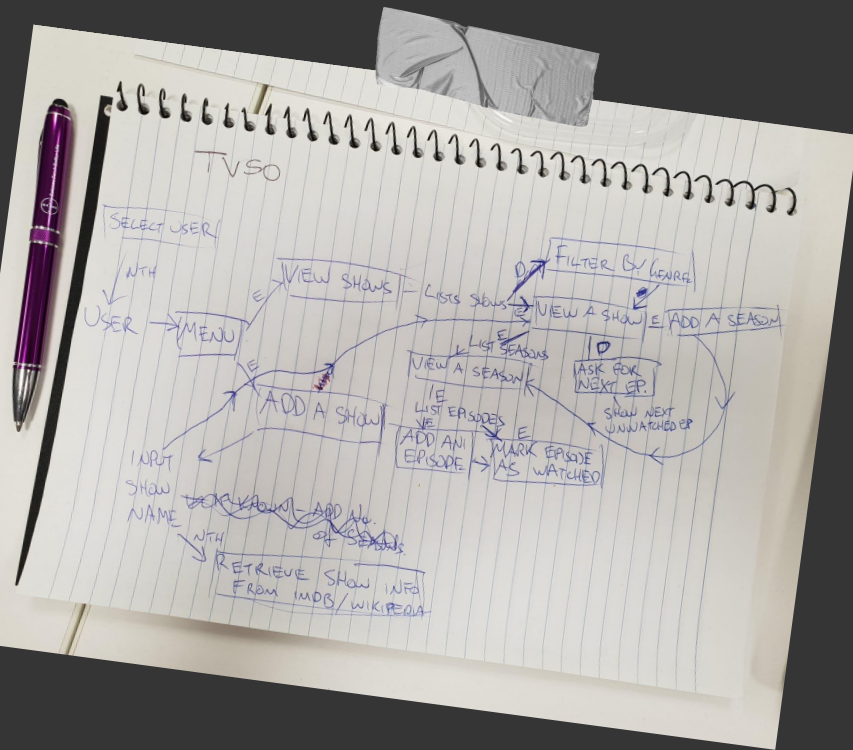 TVSO
SELECT USER
NTH
USER
MENU
E
VIEW SHOWS
LISTS SHOWS
D
FILTER BY GENRE
E
VIEW A SHOW
E
ADD A SEASON
E
LIST SEASONS
VIEW A SEASON
D
ASK FOR
NEXT EP.
SHOW NEXT
UNWATCHED EP
E
ADD A SHOW
E
LIST EPISODES
E
ADD AN
EPISODE
E
MARK EPISODE
AS WATCHED
INPUT
SHOW
NAME
ADD No.
OF SEASONS.
NTH
RETRIEVE SHOW INFO
FROM IMDB/WIKIPEDIA